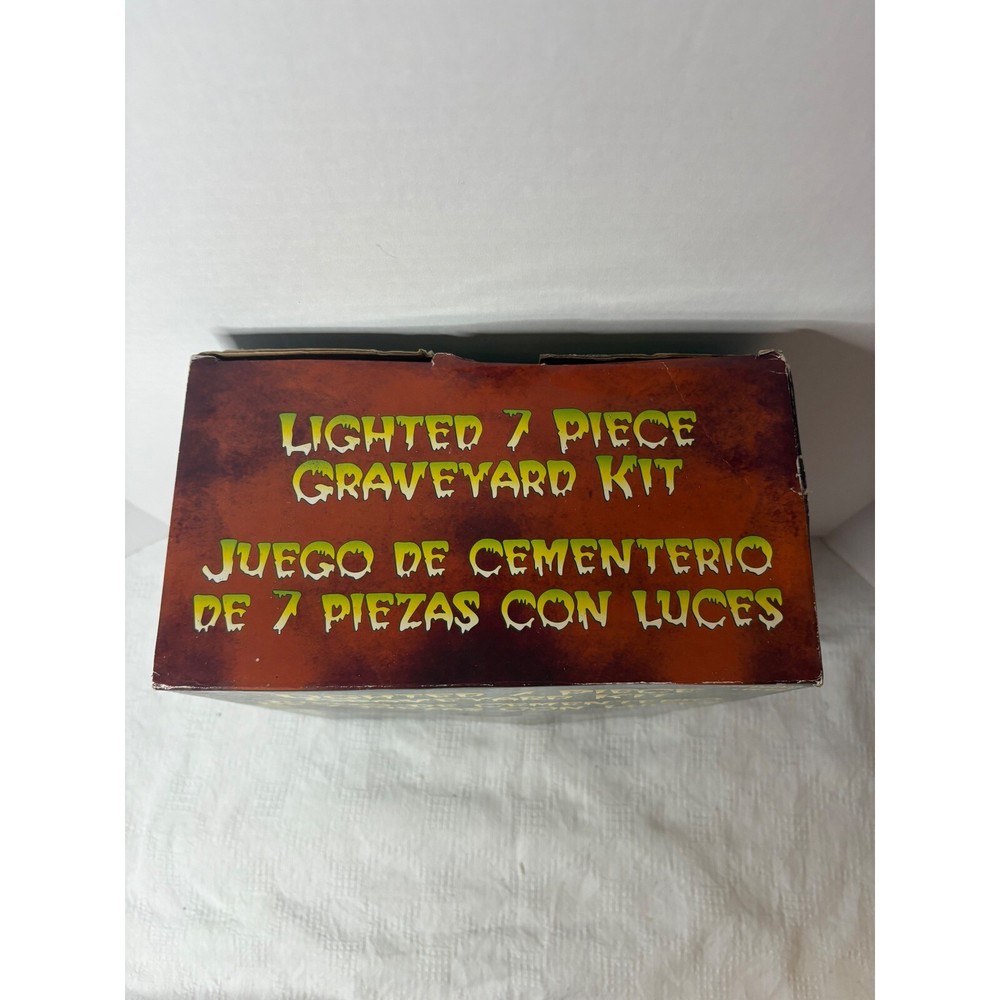 Lighted 7 Piece
Graveyard Kit
Juego de cementerio
de 7 piezas con luces